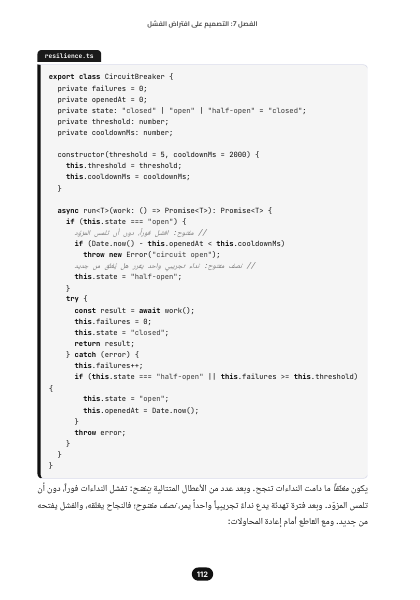 الفصل 7: التصميم على افتراض الفشل
resilience.ts
export class CircuitBreaker {
  private failures = 0;
  private openedAt = 0;
  private state: "closed" | "open" | "half-open" = "closed";
  private threshold: number;
  private cooldownMs: number;

  constructor(threshold = 5, cooldownMs = 2000) {
    this.threshold = threshold;
    this.cooldownMs = cooldownMs;
  }

  async run<T>(work: () => Promise<T>): Promise<T> {
    if (this.state === "open") {
      // مفتوح: افشل فوراً، دون أن تلمس المزوّد
      if (Date.now() - this.openedAt < this.cooldownMs)
        throw new Error("circuit open");
      // نصف مفتوح: نداء تجريبي واحد يقرر هل يُغلق من جديد
      this.state = "half-open";
    }
    try {
      const result = await work();
      this.failures = 0;
      this.state = "closed";
      return result;
    } catch (error) {
      this.failures++;
      if (this.state === "half-open" || this.failures >= this.threshold)
{
        this.state = "open";
        this.openedAt = Date.now();
      }
      throw error;
    }
  }
}
يكون مغلقاً ما دامت النداءات تنجح. وبعد عدد من الأعطال المتتالية ينفتح: تفشل النداءات فوراً، دون أن
تلمس المزوّد. وبعد فترة تهدئة يدع نداءً تجريبياً واحداً يمر، نصف مفتوح؛ فالنجاح يغلقه، والفشل يفتحه
من جديد. ومع القاطع أمام إعادة المحاولات:
112